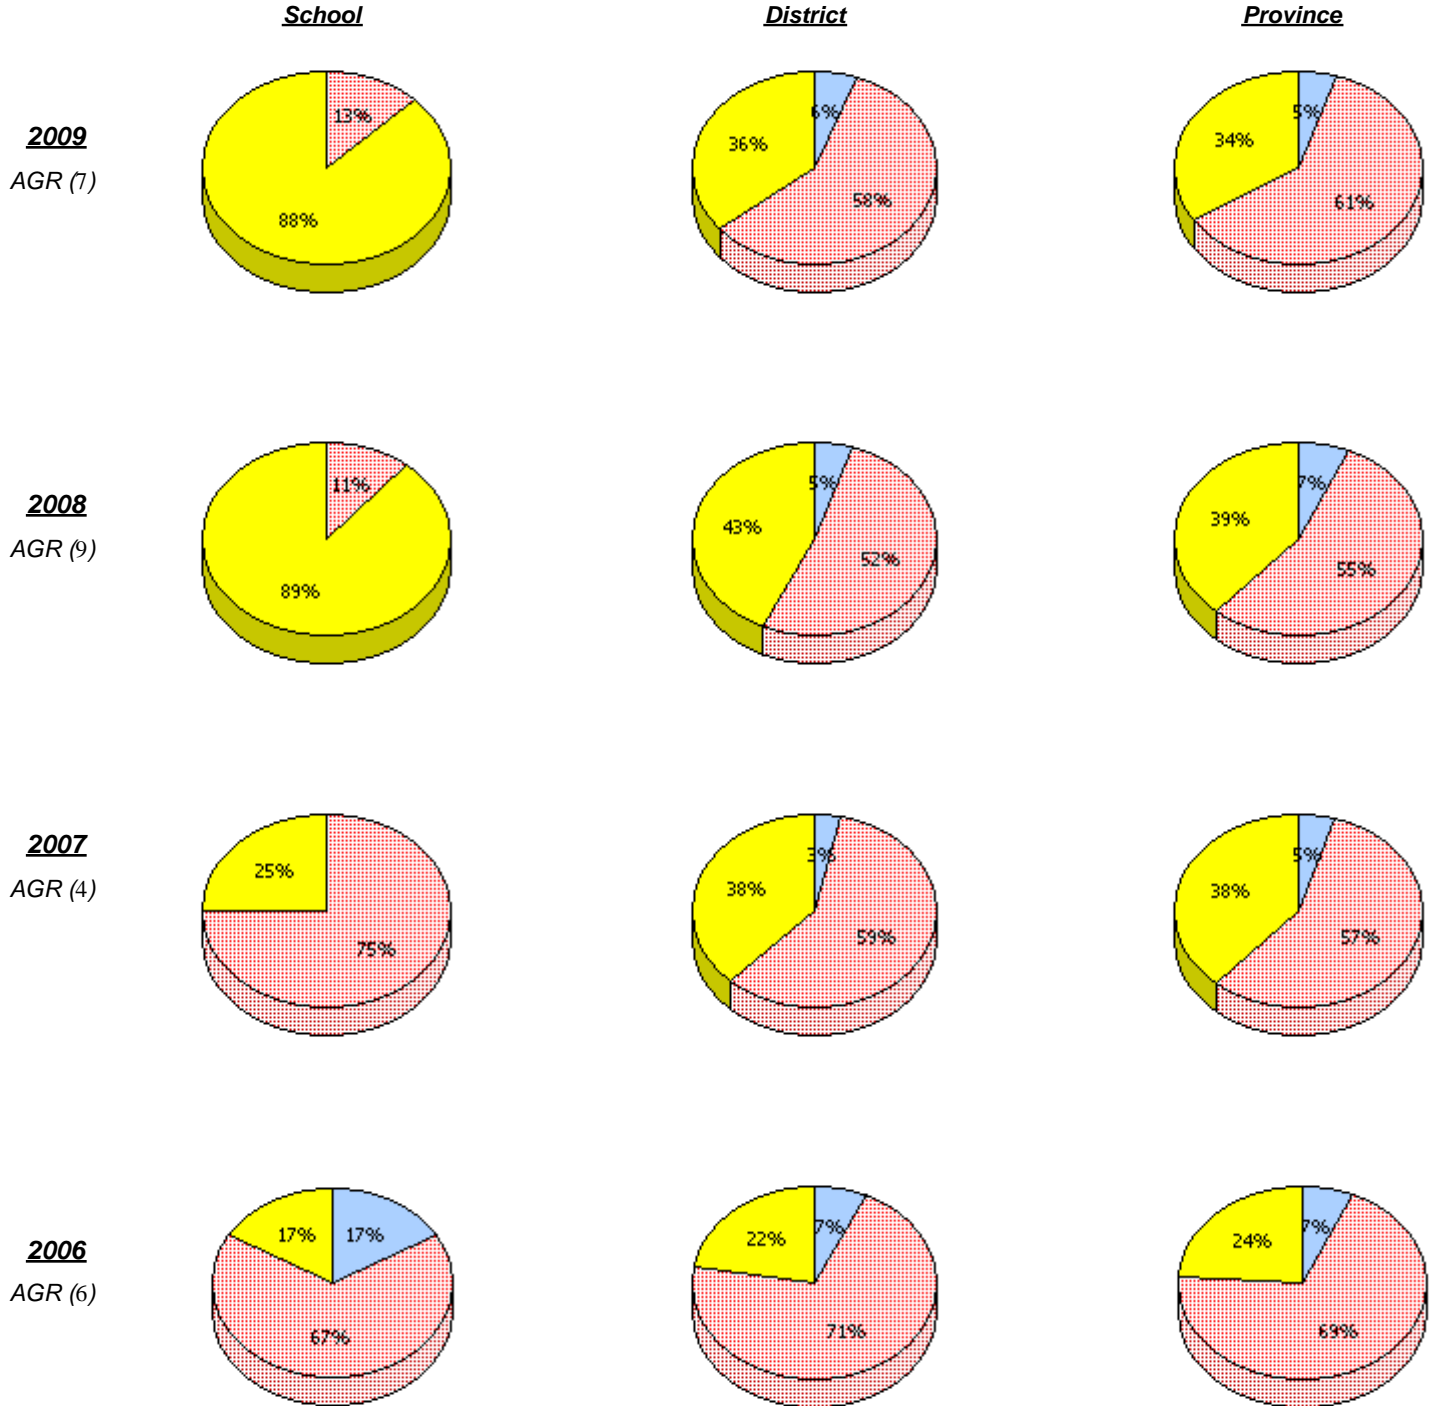 School District Province
13% 6% 5%
2009 36% 34%
AGR (7) 58% 61%
88%
11% 5% 7%
2008 43% 39%
AGR (9) 52% 55%
89%
3% 5%
2007 25% 38% 38%
AGR (4) 75% 59% 57%
17% 17% 22% 7% 24% 7%
2006
AGR (6)
67% 71% 69%